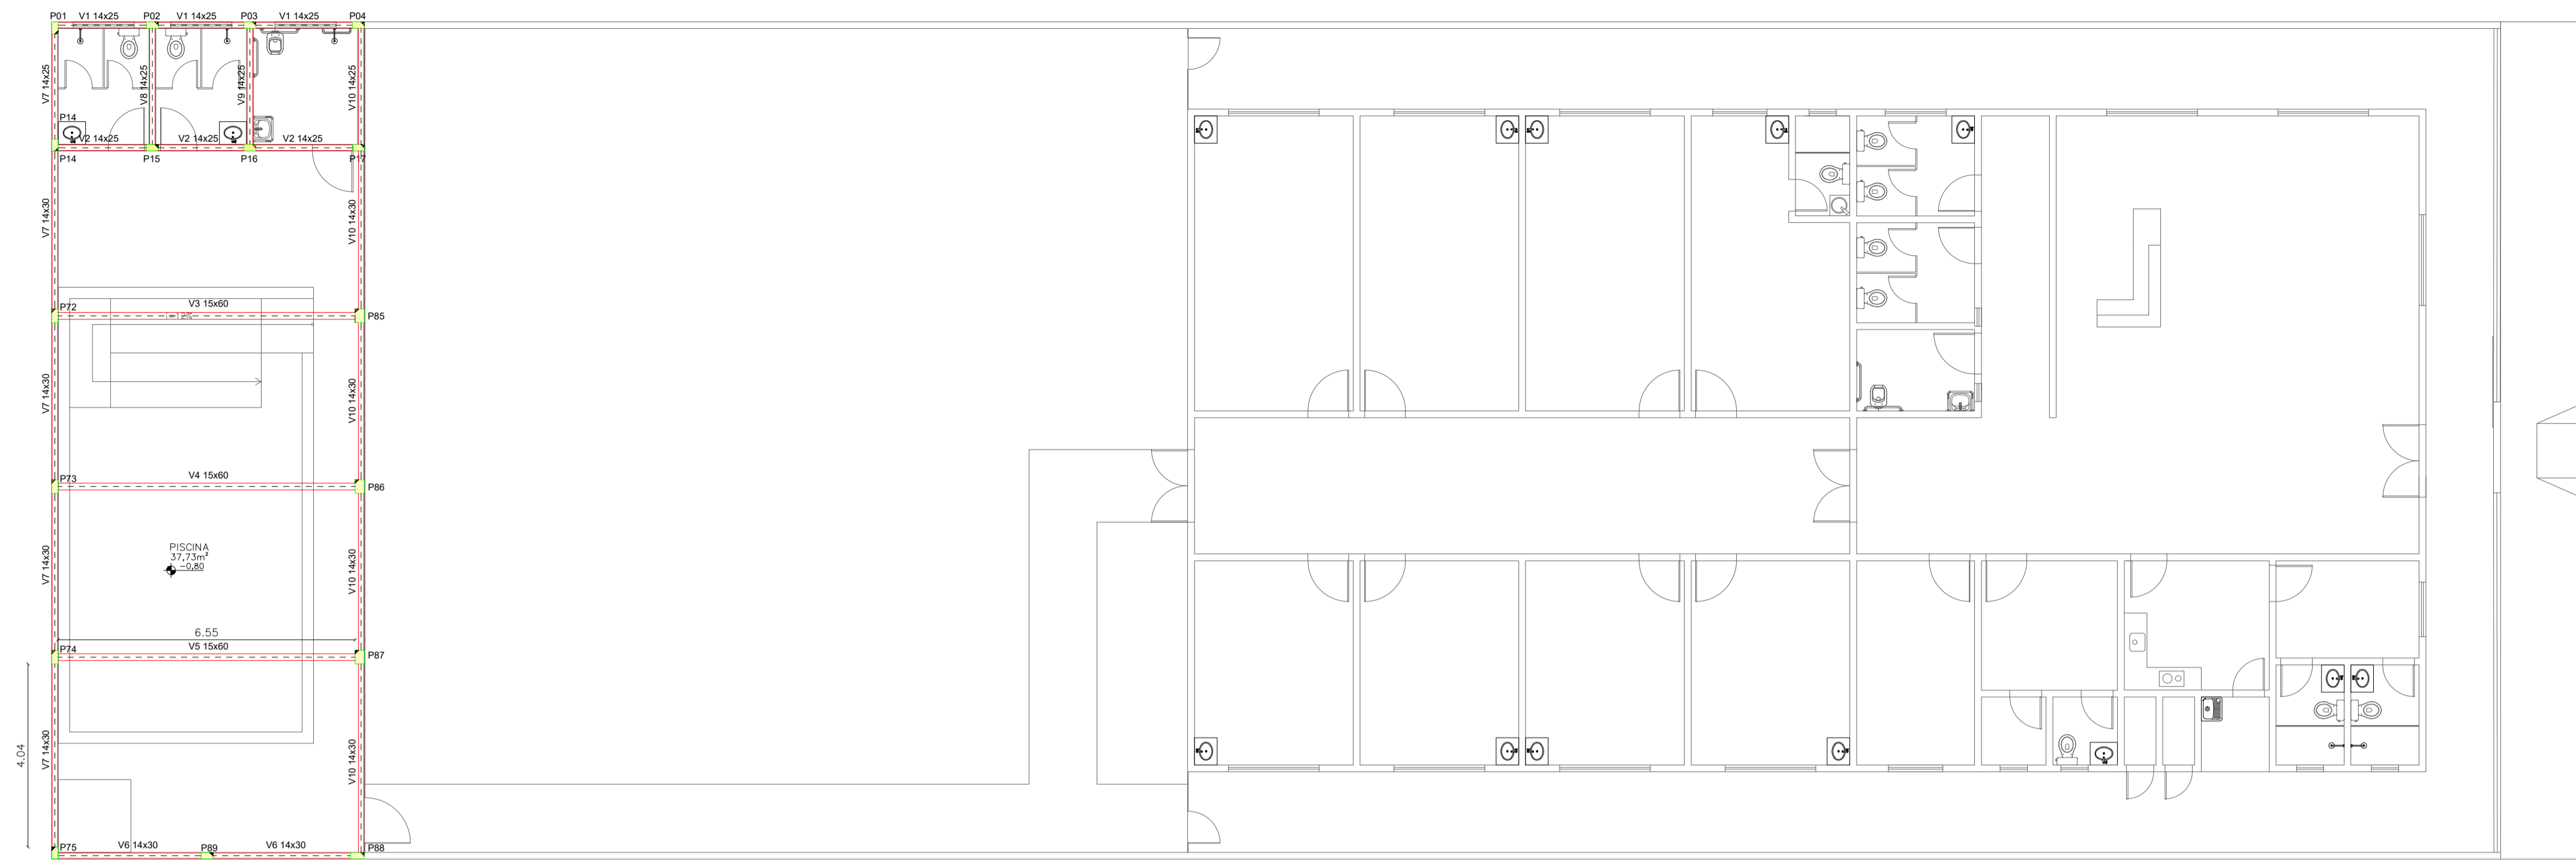 P01 V1 14x25 P02 V1 14x25 P03 V1 14x25 P04
V7 14x25
V8 14x25
V9 14x25
V10 14x25
P14
V2 14x25 V2 14x25 V2 14x25
P14 P15 P16 P17
V7 14x30
V10 14x30
P72 V3 15x60
P85
V7 14x30
V10 14x30
P73 V4 15x60
P86
PISCINA
37,73m²
-0,80
V7 14x30
V10 14x30
6.55
P74 V5 15x60
P87
4.04
V7 14x30
V10 14x30
P75 V6 14x30 P89 V6 14x30 P88